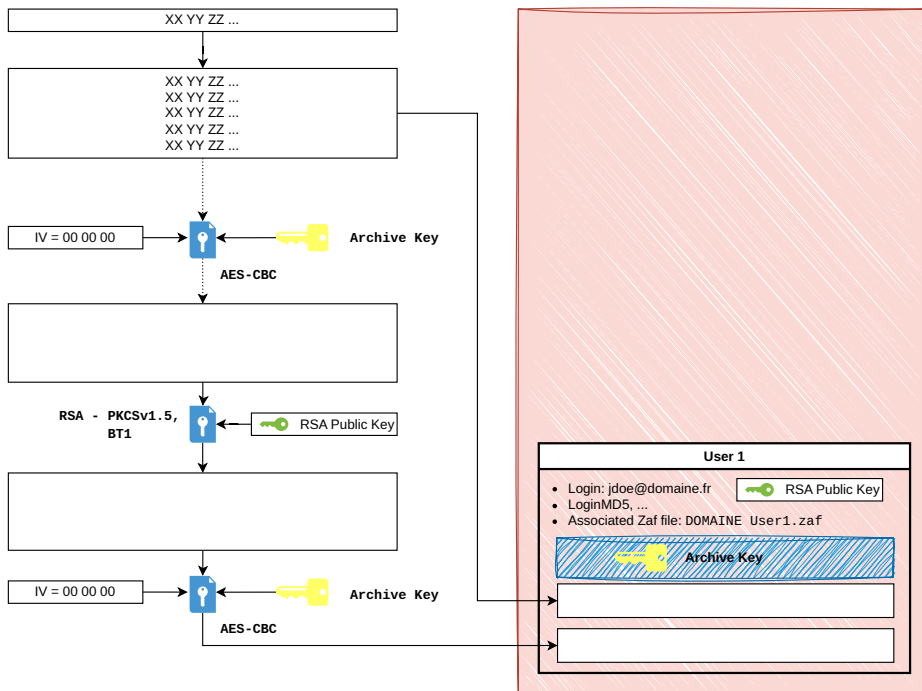 XX YY ZZ ...
XX YY ZZ ...
XX YY ZZ ...
XX YY ZZ ...
XX YY ZZ ...
XX YY ZZ ...
IV = 00 00 00
Archive Key
AES-CBC
RSA - PKCSv1.5,
BT1
RSA Public Key
User 1
Login: jdoe@domaine.fr
RSA Public Key
LoginMD5, ...
Associated Zaf file: DOMAINE_User1.zaf
Archive Key
IV = 00 00 00
Archive Key
AES-CBC